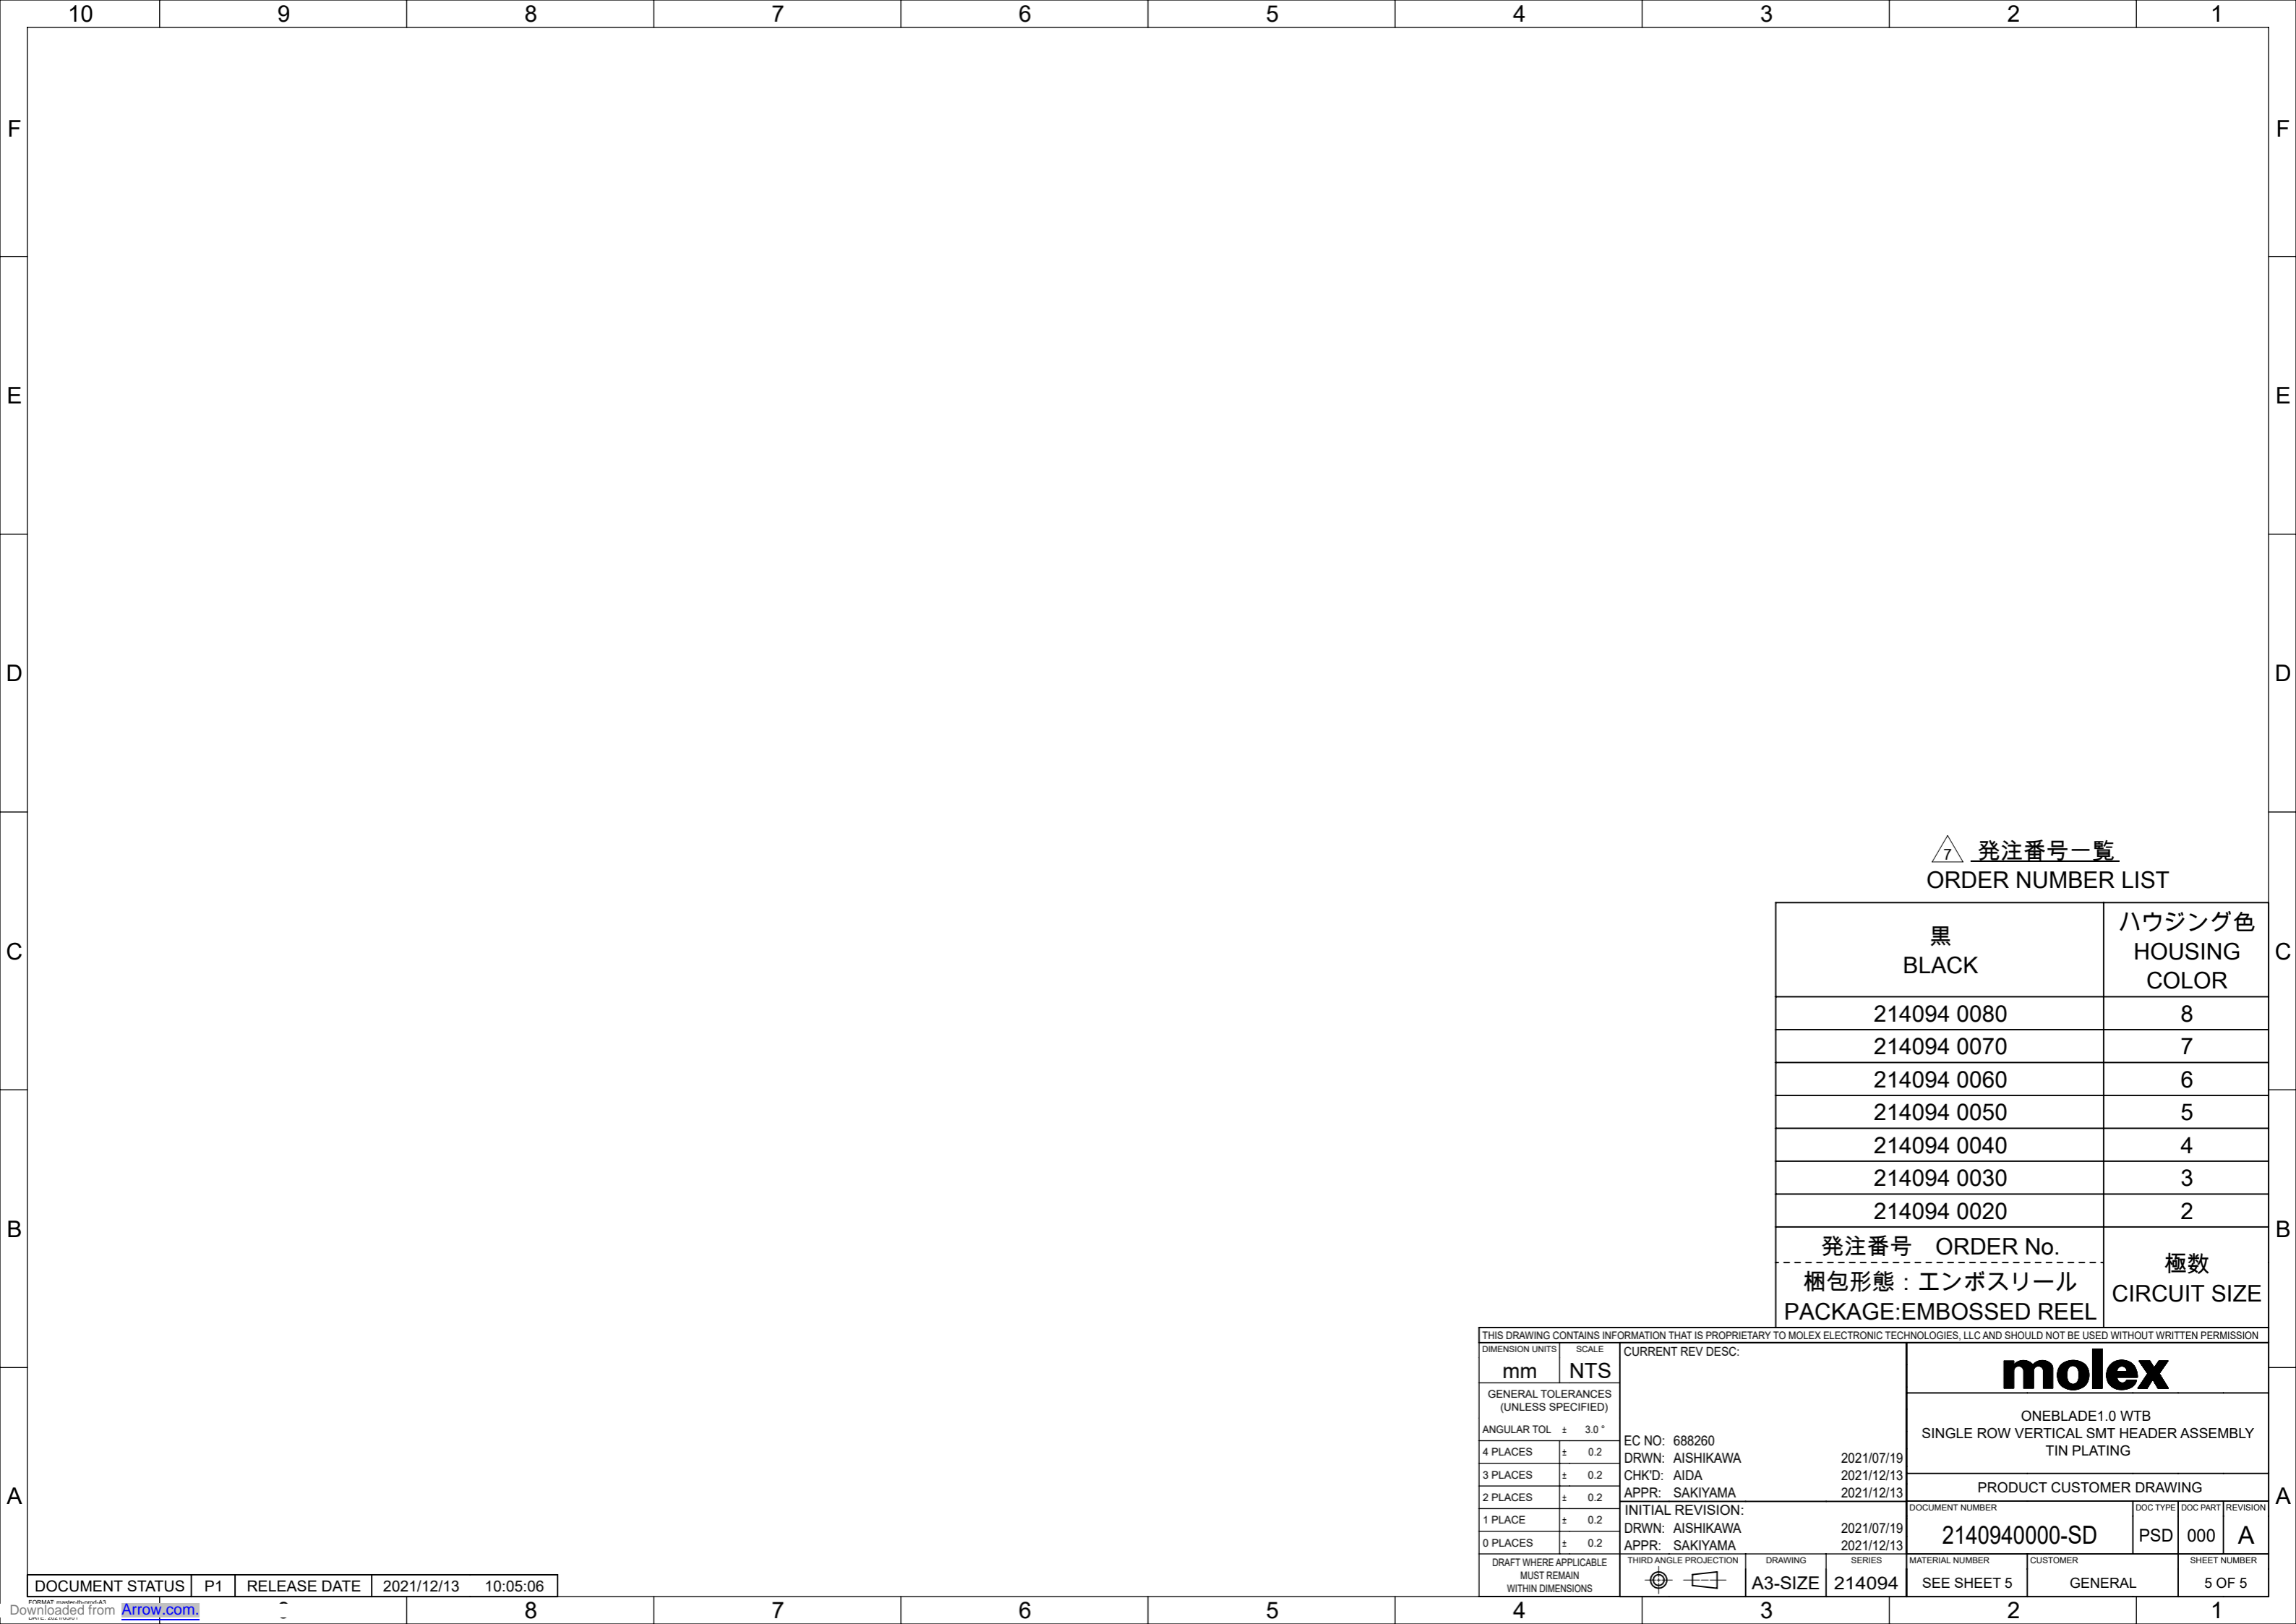 10 9 8 7 6 5 4 3 2 1
F F
E E
D D
C C
B B
A A
7 発注番号一覧
ORDER NUMBER LIST
黒
BLACK
ハウジング色
HOUSING
COLOR
214094 0080 8
214094 0070 7
214094 0060 6
214094 0050 5
214094 0040 4
214094 0030 3
214094 0020 2
発注番号 ORDER No.
梱包形態：エンボスリール
PACKAGE:EMBOSSED REEL
極数
CIRCUIT SIZE
THIS DRAWING CONTAINS INFORMATION THAT IS PROPRIETARY TO MOLEX ELECTRONIC TECHNOLOGIES, LLC AND SHOULD NOT BE USED WITHOUT WRITTEN PERMISSION
DIMENSION UNITS SCALE
mm NTS
GENERAL TOLERANCES
(UNLESS SPECIFIED)
ANGULAR TOL ± 3.0 °
4 PLACES ± 0.2
3 PLACES ± 0.2
2 PLACES ± 0.2
1 PLACE ± 0.2
0 PLACES ± 0.2
DRAFT WHERE APPLICABLE
MUST REMAIN
WITHIN DIMENSIONS
CURRENT REV DESC:
EC NO: 688260
DRWN: AISHIKAWA 2021/07/19
CHK'D: AIDA 2021/12/13
APPR: SAKIYAMA 2021/12/13
INITIAL REVISION:
DRWN: AISHIKAWA 2021/07/19
APPR: SAKIYAMA 2021/12/13
THIRD ANGLE PROJECTION DRAWING SERIES
A3-SIZE 214094
molex
ONEBLADE1.0 WTB
SINGLE ROW VERTICAL SMT HEADER ASSEMBLY
TIN PLATING
PRODUCT CUSTOMER DRAWING
DOCUMENT NUMBER DOC TYPE DOC PART REVISION
2140940000-SD PSD 000 A
MATERIAL NUMBER CUSTOMER SHEET NUMBER
SEE SHEET 5 GENERAL 5 OF 5
DOCUMENT STATUS P1 RELEASE DATE 2021/12/13 10:05:06
Downloaded from Arrow.com.
8 7 6 5 4 3 2 1